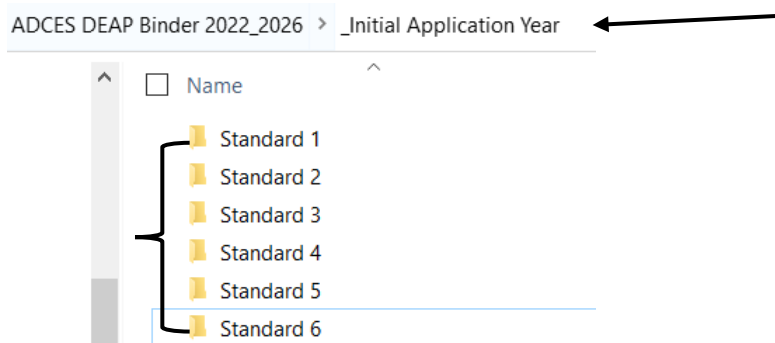 ADCES DEAP Binder 2022_2026 > _Initial Application Year
Name
Standard 1
Standard 2
Standard 3
Standard 4
Standard 5
Standard 6